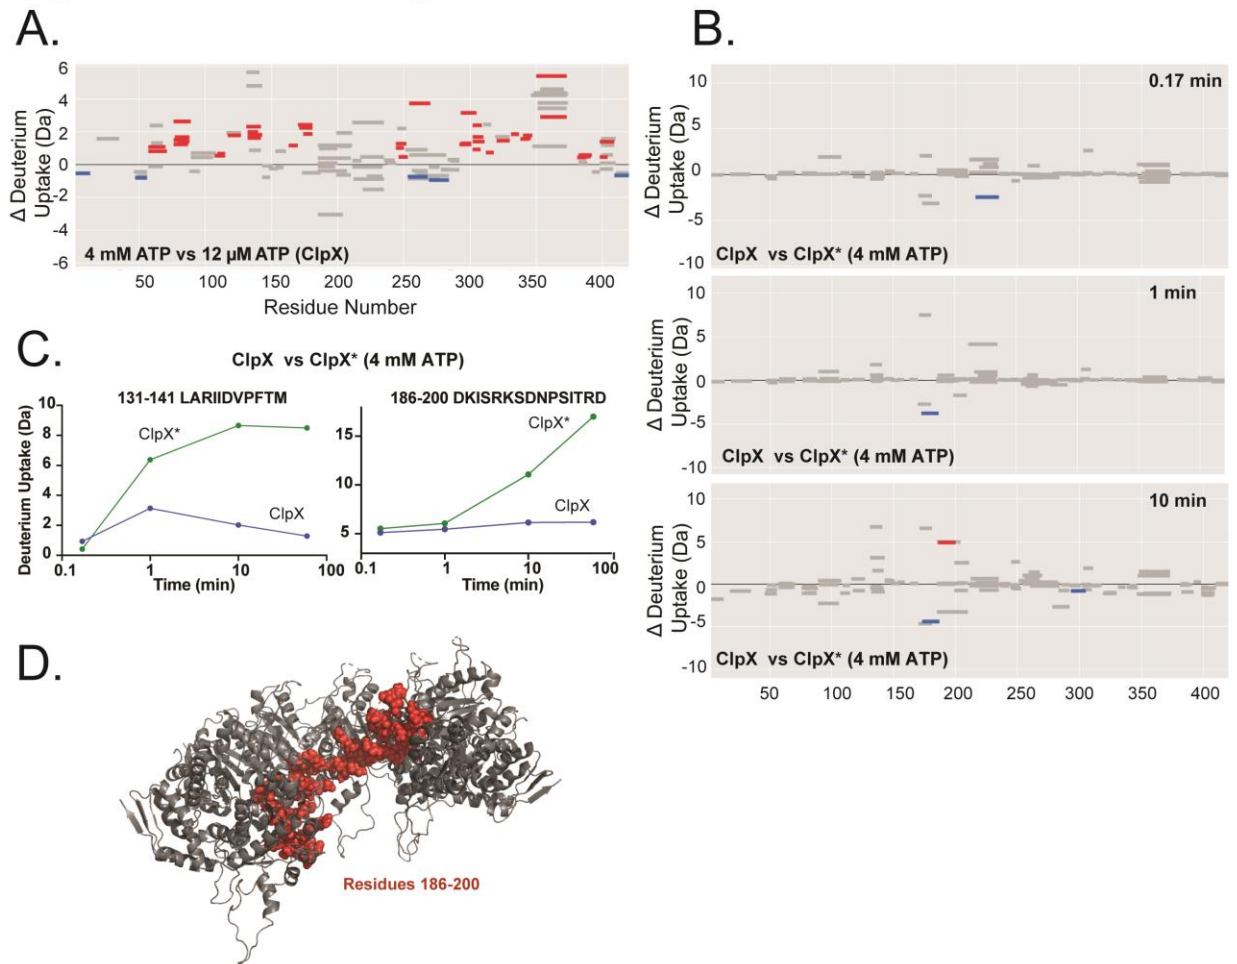 A.
6
4
2
0
-2
-4
-6
Δ Deuterium
Uptake (Da)
4 mM ATP vs 12 µM ATP (ClpX)
50
100
150
200
250
300
350
400
Residue Number
B.
10
5
0
-5
-10
Δ Deuterium
Uptake (Da)
0.17 min
ClpX vs ClpX* (4 mM ATP)
10
5
0
-5
-10
Δ Deuterium
Uptake (Da)
1 min
ClpX vs ClpX* (4 mM ATP)
10
5
0
-5
-10
Δ Deuterium
Uptake (Da)
10 min
ClpX vs ClpX* (4 mM ATP)
50
100
150
200
250
300
350
400
C.
ClpX vs ClpX* (4 mM ATP)
131-141 LARIIDVPFTM
10
8
6
4
2
0
Deuterium Uptake (Da)
ClpX*
ClpX
0.1
1
10
100
Time (min)
186-200 DKISRKSDNPSITRD
15
10
5
ClpX*
ClpX
0.1
1
10
100
Time (min)
D.
Residues 186-200